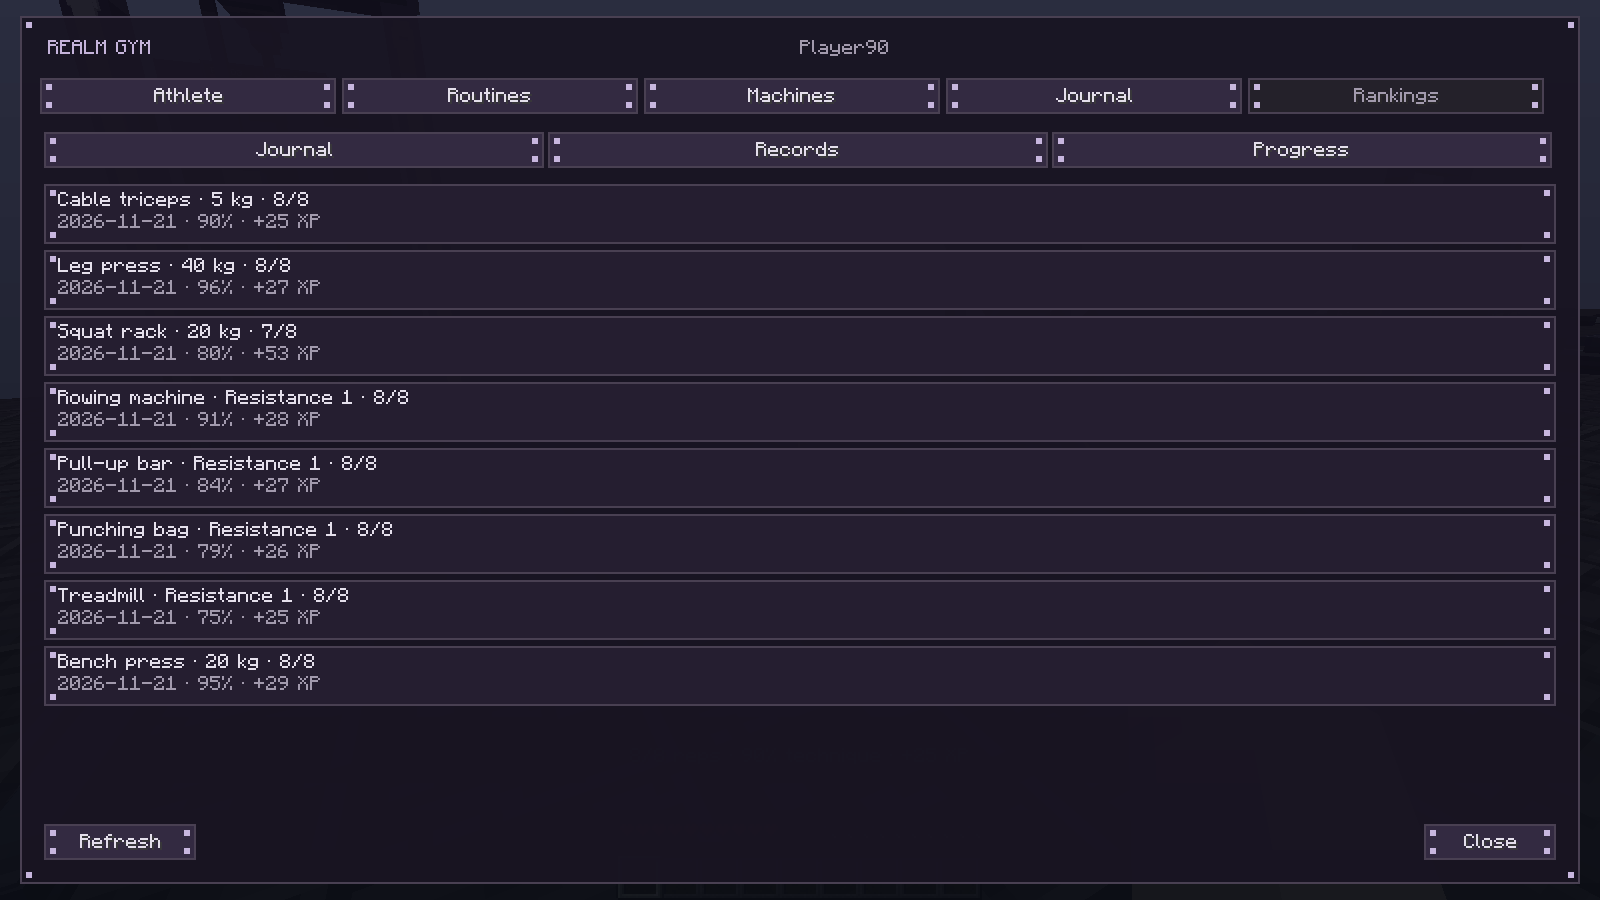 REALM GYM
Player90
Athlete
Routines
Machines
Journal
Rankings
Journal
Records
Progress
Cable triceps · 5 kg · 8/8
2026-11-21 · 90% · +25 XP
Leg press · 40 kg · 8/8
2026-11-21 · 96% · +27 XP
Squat rack · 20 kg · 7/8
2026-11-21 · 80% · +53 XP
Rowing machine · Resistance 1 · 8/8
2026-11-21 · 91% · +28 XP
Pull-up bar · Resistance 1 · 8/8
2026-11-21 · 84% · +27 XP
Punching bag · Resistance 1 · 8/8
2026-11-21 · 79% · +26 XP
Treadmill · Resistance 1 · 8/8
2026-11-21 · 75% · +25 XP
Bench press · 20 kg · 8/8
2026-11-21 · 95% · +29 XP
Refresh
Close